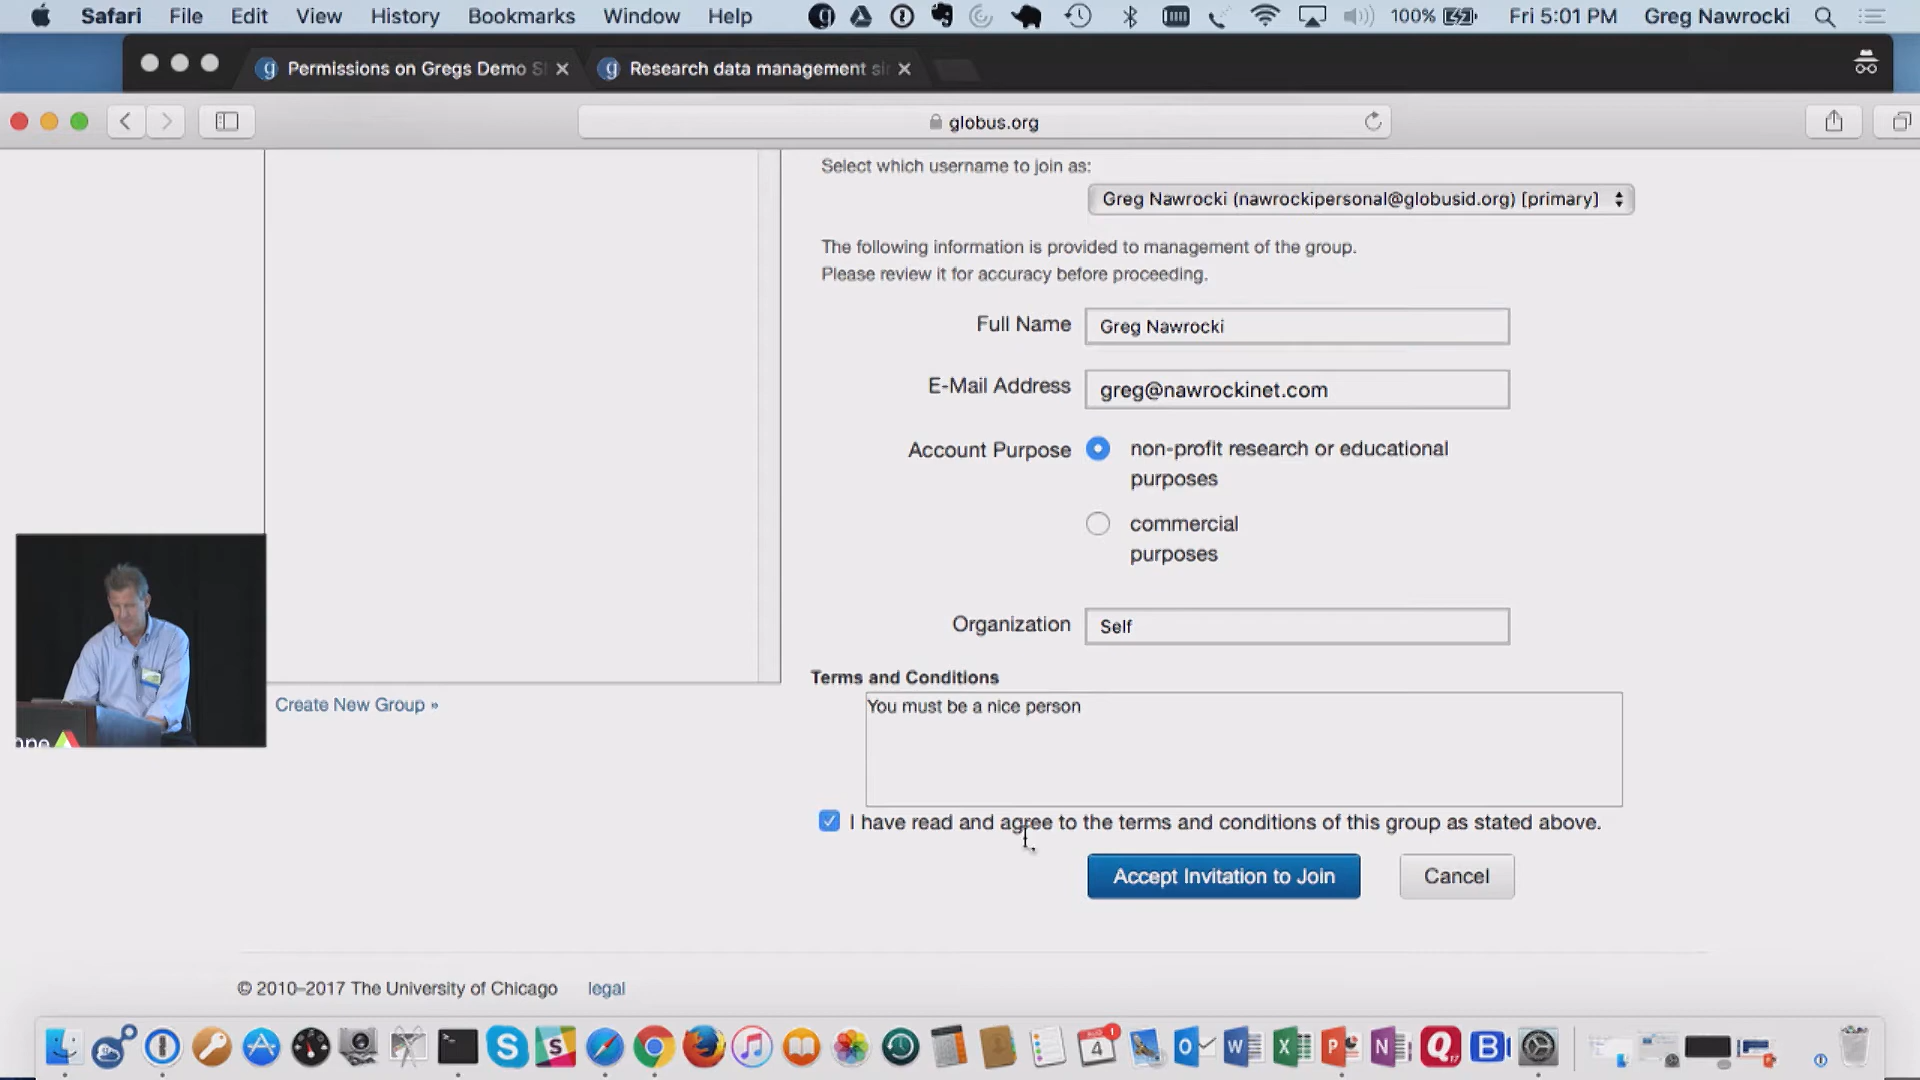 Safari File Edit View History Bookmarks Window Help 100% Fri 5:01 PM Greg Nawrocki
Permissions on Gregs Demo Research data management
globus.org
Select which username to join as:
Greg Nawrocki (nawrockipersonal@globusid.org) [primary]
The following information is provided to management of the group.
Please review it for accuracy before proceeding.
Full Name Greg Nawrocki
E-Mail Address greg@nawrockinet.com
Account Purpose non-profit research or educational
purposes
commercial
purposes
Organization Self
Terms and Conditions
You must be a nice person
Create New Group »
I have read and agree to the terms and conditions of this group as stated above.
Accept Invitation to Join Cancel
© 2010–2017 The University of Chicago legal